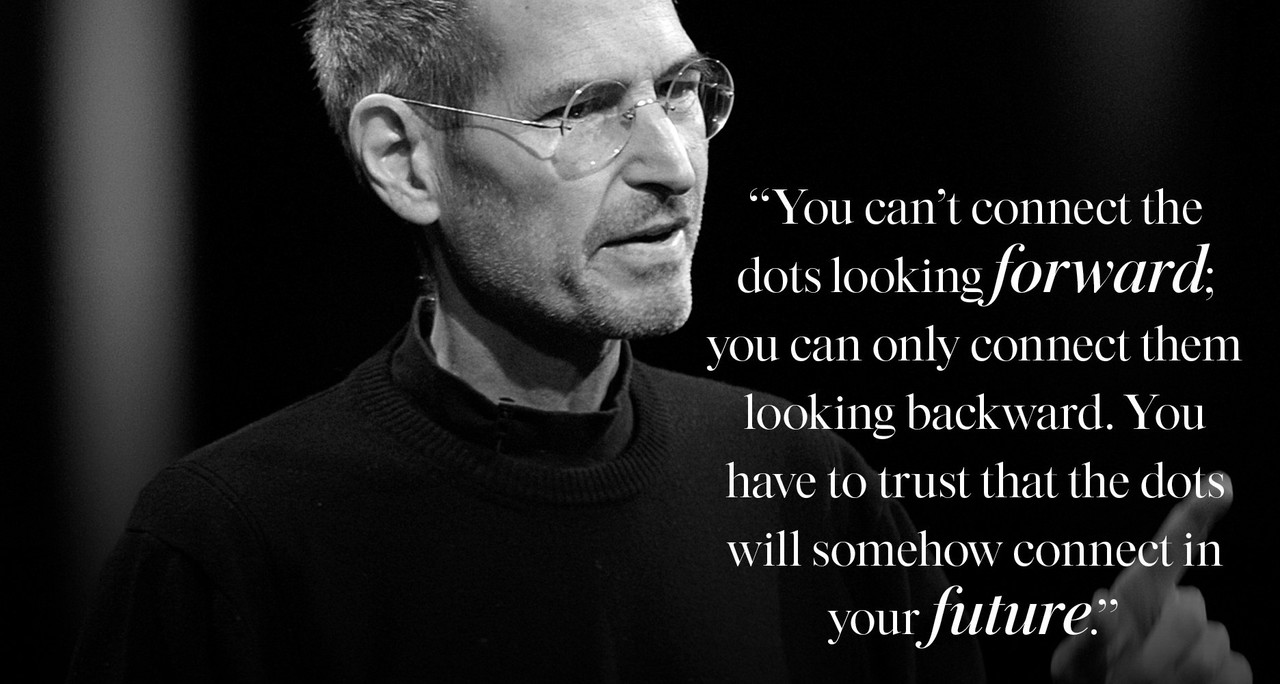 “You can’t connect the
dots looking forward;
you can only connect them
looking backward. You
have to trust that the dots
will somehow connect in
your future.”